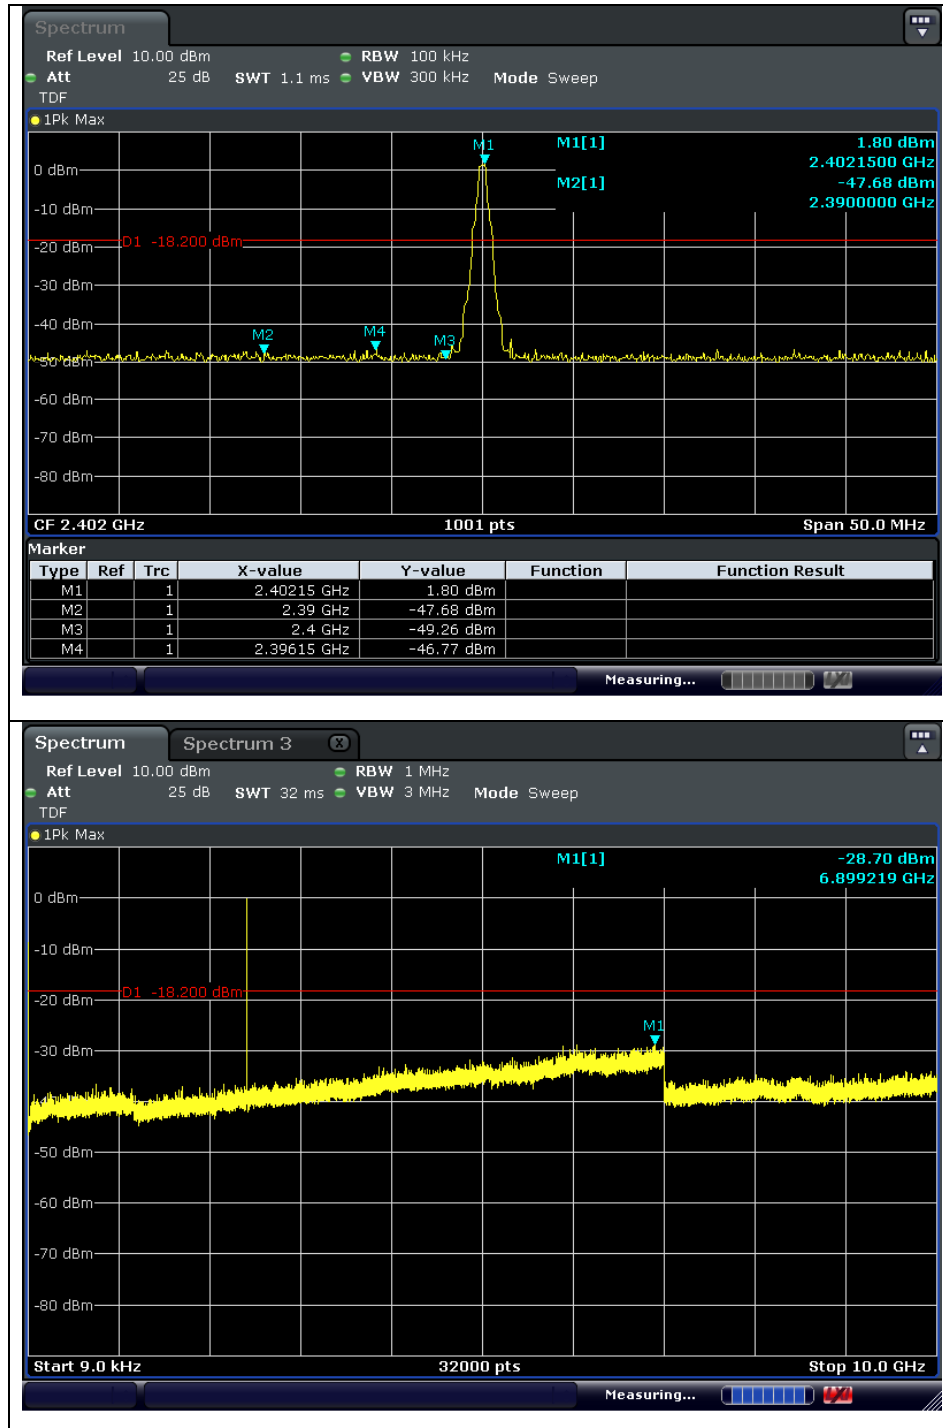 Spectrum
Ref Level 10.00 dBm RBW 100 kHz
Att 25 dB SWT 1.1 ms VBW 300 kHz Mode Sweep
TDF
1Pk Max
M1[1] 1.80 dBm
2.4021500 GHz
M2[1] -47.68 dBm
2.3900000 GHz
M1
0 dBm
-10 dBm
D1 -18.200 dBm
-20 dBm
-30 dBm
-40 dBm
M2 M4 M3
-50 dBm
-60 dBm
-70 dBm
-80 dBm
CF 2.402 GHz 1001 pts Span 50.0 MHz
Marker
Type Ref Trc X-value Y-value Function Function Result
M1 1 2.40215 GHz 1.80 dBm
M2 1 2.39 GHz -47.68 dBm
M3 1 2.4 GHz -49.26 dBm
M4 1 2.39615 GHz -46.77 dBm
Measuring...
Spectrum Spectrum 3 X
Ref Level 10.00 dBm RBW 1 MHz
Att 25 dB SWT 32 ms VBW 3 MHz Mode Sweep
TDF
1Pk Max
M1[1] -28.70 dBm
6.899219 GHz
0 dBm
-10 dBm
D1 -18.200 dBm
-20 dBm
M1
-30 dBm
-50 dBm
-60 dBm
-70 dBm
-80 dBm
Start 9.0 kHz 32000 pts Stop 10.0 GHz
Measuring...